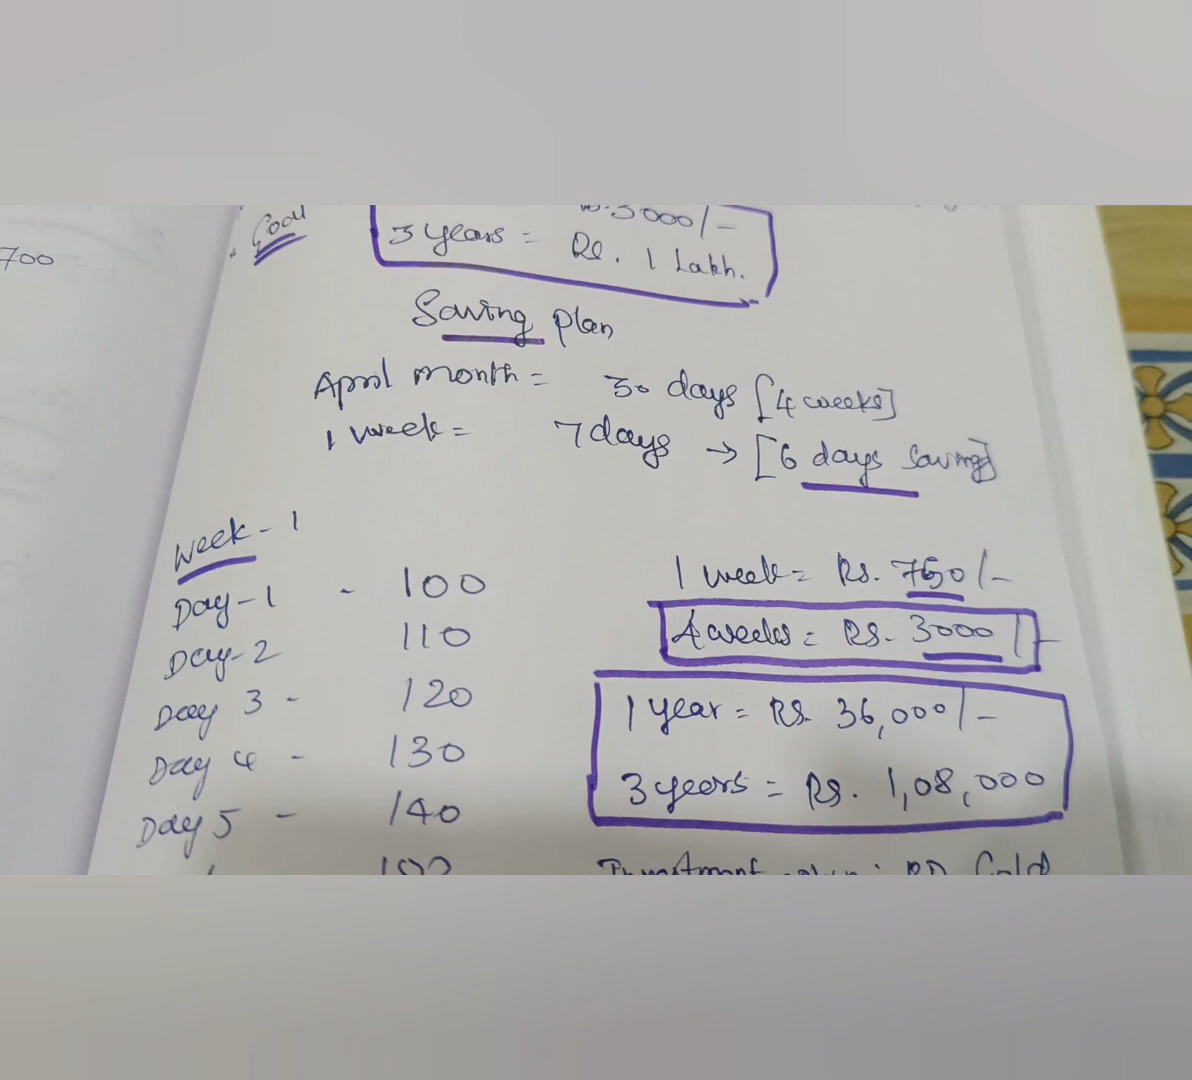 700
Goal
3000/-
3 years = Rs. 1 Lakh.
Saving plan
April month = 30 days [4 weeks]
1 week = 7 days → [6 days saving]
Week - 1
Day-1 - 100
Day-2 110
Day 3 - 120
Day 4 - 130
Day 5 - 140
1 week = Rs. 750/-
4 weeks = Rs. 3000/-
1 year = Rs. 36,000/-
3 years = Rs. 1,08,000